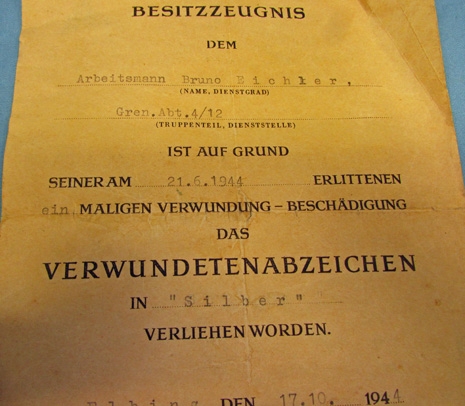 BESITZZEUGNIS
DEM
Arbeitsmann Bruno Eichler,
(NAME, DIENSTGRAD)
Gren.Abt.4/12
(TRUPPENTEIL, DIENSTSTELLE)
IST AUF GRUND
SEINER AM 21.6.1944 ERLITTENEN
ein MALIGEN VERWUNDUNG – BESCHÄDIGUNG
DAS
VERWUNDETENABZEICHEN
IN "Silber"
VERLIEHEN WORDEN.
Elbing DEN 17.10. 1944